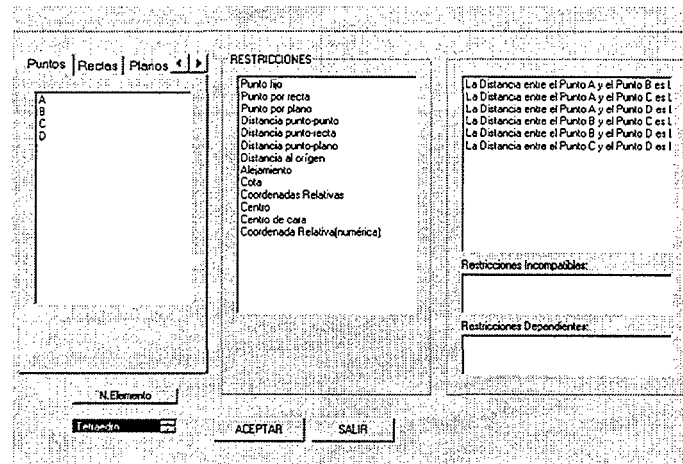 Puntos Rectas Planos
A
B
C
D
N.Elemento
Tetraedro
RESTRICCIONES
Punto fijo
Punto por recta
Punto por plano
Distancia punto-punto
Distancia punto-recta
Distancia punto-plano
Distancia al orígen
Alejamiento
Cota
Coordenadas Relativas
Centro
Centro de cara
Coordenada Relativa(numérica)
ACEPTAR SALIR
La Distancia entre el Punto A y el Punto B es L
La Distancia entre el Punto A y el Punto C es L
La Distancia entre el Punto A y el Punto D es L
La Distancia entre el Punto B y el Punto C es L
La Distancia entre el Punto B y el Punto D es L
La Distancia entre el Punto C y el Punto D es L
Restricciones Incompatibles:
Restricciones Dependientes: